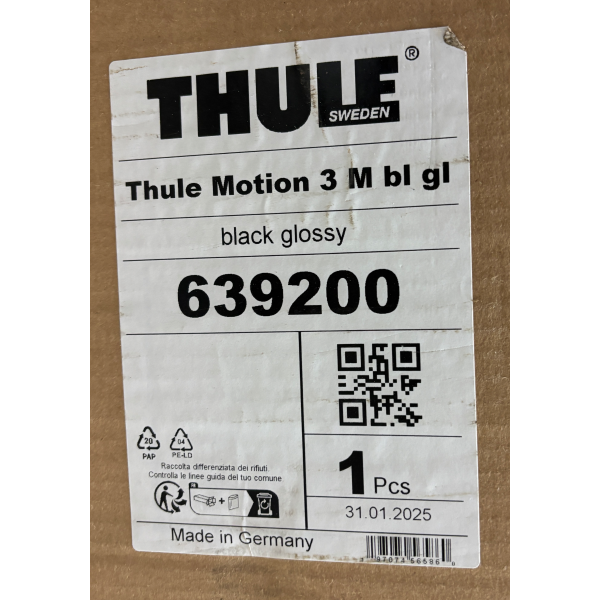 THULE®
SWEDEN
Thule Motion 3 M bl gl
black glossy
639200
20
PAP
04
PE-LD
Raccolta differenziata dei rifiuti.
Controlla le linee guida del tuo comune
FR
+
1 Pcs
31.01.2025
Made in Germany